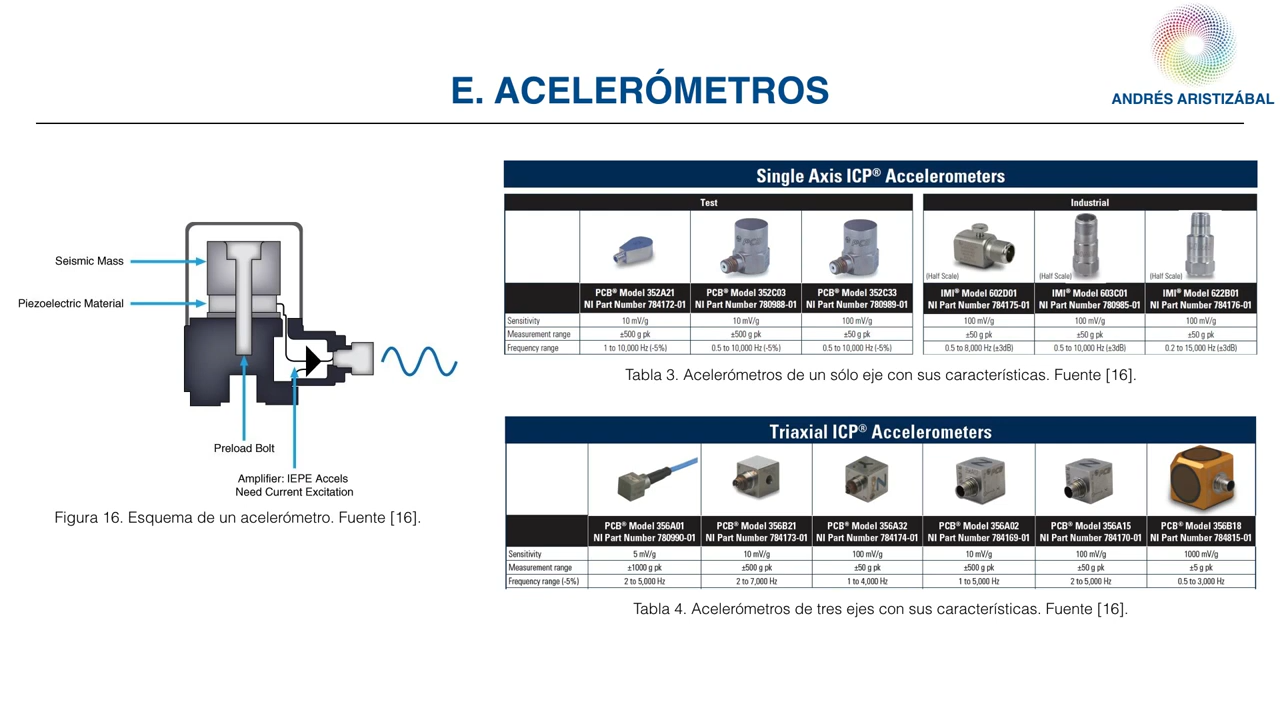 E. ACELERÓMETROS
ANDRÉS ARISTIZÁBAL
Seismic Mass
Piezoelectric Material
Preload Bolt
Amplifier: IEPE Accels
Need Current Excitation
Figura 16. Esquema de un acelerómetro. Fuente [16].
Single Axis ICP® Accelerometers
Test
Industrial
(Half Scale) (Half Scale) (Half Scale)
PCB® Model 352A21 PCB® Model 352C03 PCB® Model 352C33 IMI® Model 602D01 IMI® Model 603C01 IMI® Model 622B01
NI Part Number 784172-01 NI Part Number 780988-01 NI Part Number 780989-01 NI Part Number 784175-01 NI Part Number 780985-01 NI Part Number 784176-01
Sensitivity 10 mV/g 10 mV/g 100 mV/g 100 mV/g 100 mV/g 100 mV/g
Measurement range ±500 g pk ±500 g pk ±50 g pk ±50 g pk ±50 g pk ±50 g pk
Frequency range 1 to 10,000 Hz (-5%) 0.5 to 10,000 Hz (-5%) 0.5 to 10,000 Hz (-5%) 0.5 to 8,000 Hz (±3dB) 0.5 to 10,000 Hz (±3dB) 0.2 to 15,000 Hz (±3dB)
Tabla 3. Acelerómetros de un sólo eje con sus características. Fuente [16].
Triaxial ICP® Accelerometers
PCB® Model 356A01 PCB® Model 356B21 PCB® Model 356A32 PCB® Model 356A02 PCB® Model 356A15 PCB® Model 356B18
NI Part Number 780990-01 NI Part Number 784173-01 NI Part Number 784174-01 NI Part Number 784169-01 NI Part Number 784170-01 NI Part Number 784815-01
Sensitivity 5 mV/g 10 mV/g 100 mV/g 10 mV/g 100 mV/g 1000 mV/g
Measurement range ±1000 g pk ±500 g pk ±50 g pk ±500 g pk ±50 g pk ±5 g pk
Frequency range (-5%) 2 to 5,000 Hz 2 to 7,000 Hz 1 to 4,000 Hz 1 to 5,000 Hz 2 to 5,000 Hz 0.5 to 3,000 Hz
Tabla 4. Acelerómetros de tres ejes con sus características. Fuente [16].